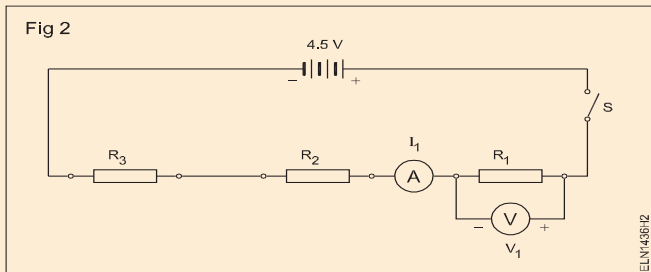 Fig 2
4.5 V
− +
S
I₁
R₃ R₂ A R₁
− V +
V₁
ELN1436H2